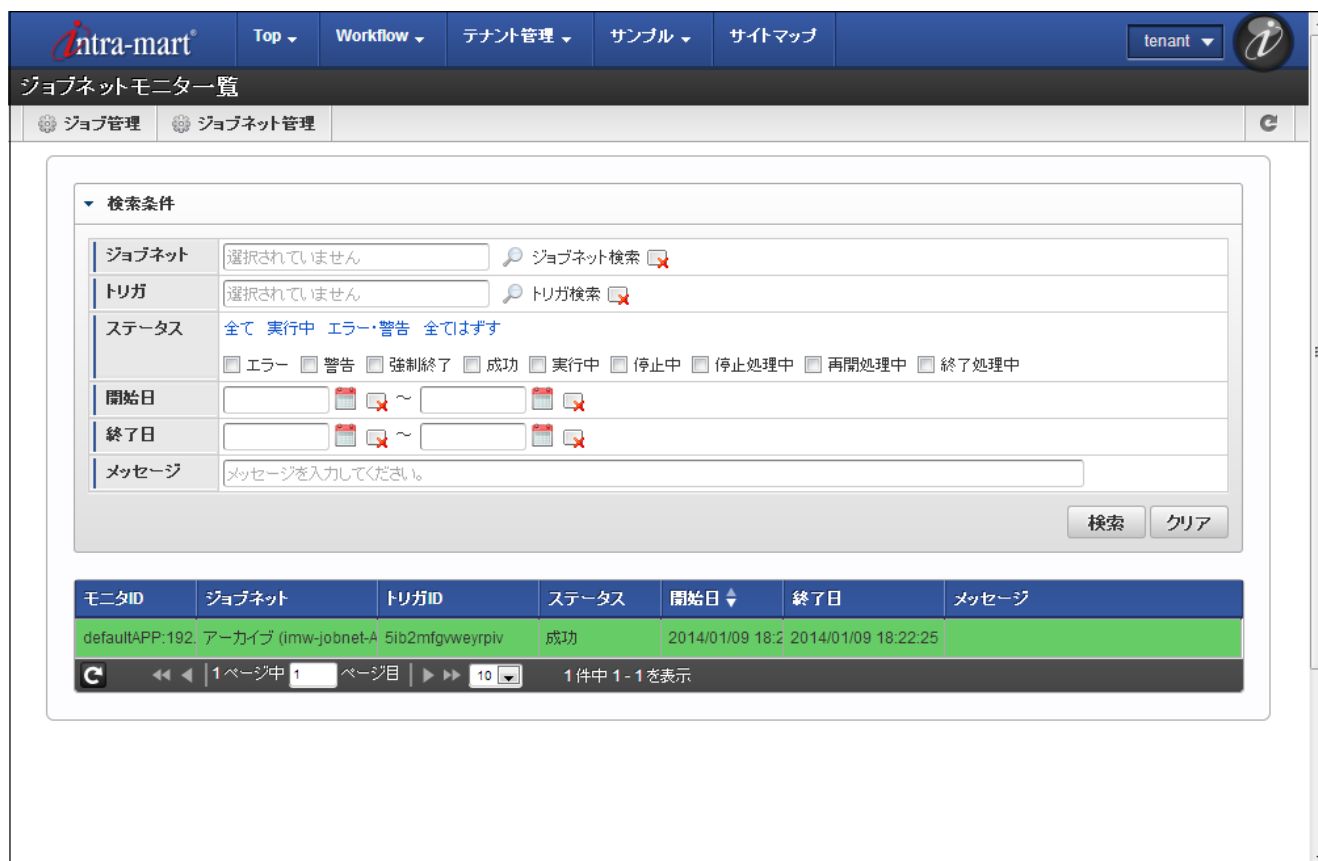 intra-mart® Top Workflow テナント管理 サンプル サイトマップ tenant
ジョブネットモニター覧
ジョブ管理 ジョブネット管理
検索条件
ジョブネット 選択されていません ジョブネット検索
トリガ 選択されていません トリガ検索
ステータス 全て 実行中 エラー・警告 全てはずす
エラー 警告 強制終了 成功 実行中 停止中 停止処理中 再開処理中 終了処理中
開始日 ～
終了日 ～
メッセージ メッセージを入力してください。
検索 クリア
モニタID ジョブネット トリガID ステータス 開始日 終了日 メッセージ
defaultAPP:192. アーカイブ (imw-jobnet-A 5ib2mfgvweyrpiv 成功 2014/01/09 18:2 2014/01/09 18:22:25
1 ページ中 1 ページ目 10 1 件中 1 - 1 を表示